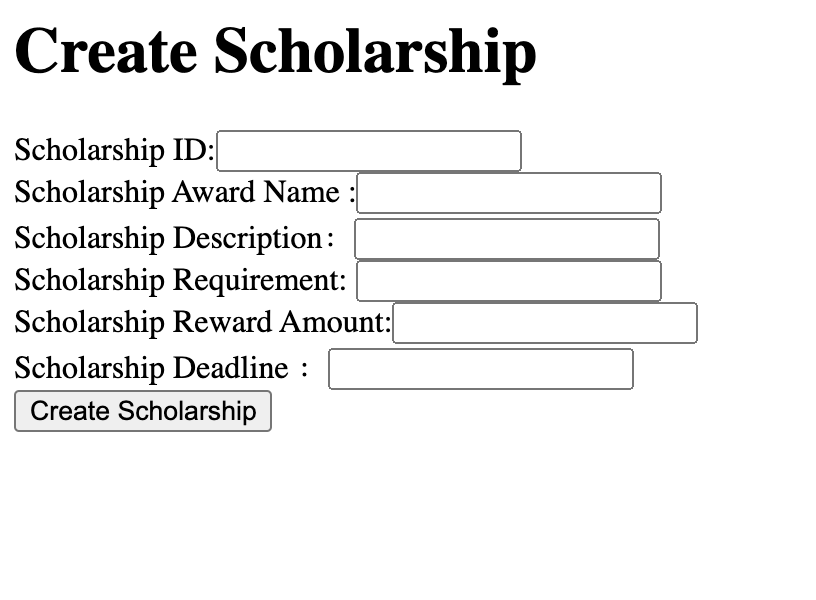 Create Scholarship
Scholarship ID:
Scholarship Award Name :
Scholarship Description：
Scholarship Requirement:
Scholarship Reward Amount:
Scholarship Deadline：
Create Scholarship